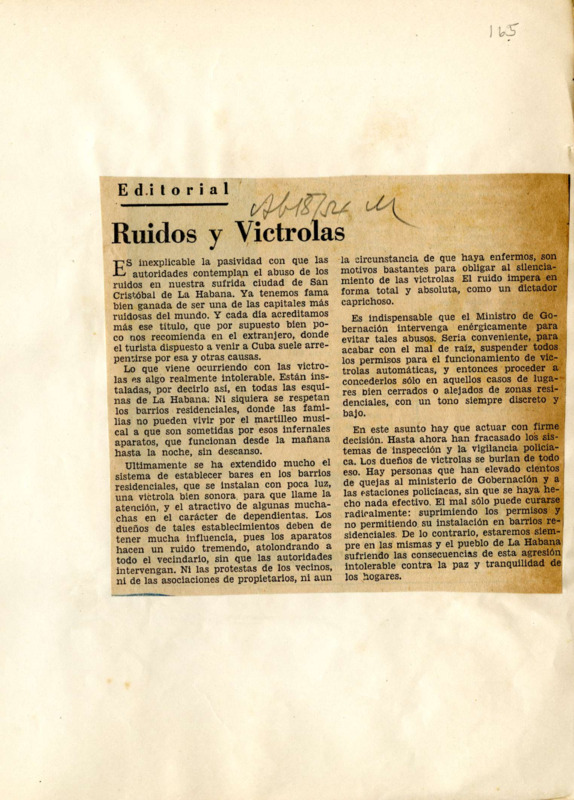 165
Editorial
Ab 18/54 M
Ruidos y Victrolas
ES inexplicable la pasividad con que las
autoridades contemplan el abuso de los
ruidos en nuestra sufrida ciudad de San
Cristóbal de La Habana. Ya tenemos fama
bien ganada de ser una de las capitales más
ruidosas del mundo. Y cada día acreditamos
más ese título, que por supuesto bien po-
co nos recomienda en el extranjero, donde
el turista dispuesto a venir a Cuba suele arre-
pentirse por esa y otras causas.
Lo que viene ocurriendo con las victro-
las es algo realmente intolerable. Están ins-
taladas, por decirlo así, en todas las esqui-
nas de La Habana: Ni siquiera se respetan
los barrios residenciales, donde las fami-
lias no pueden vivir por el martilleo musi-
cal a que son sometidas por esos infernales
aparatos, que funcionan desde la mañana
hasta la noche, sin descanso.
Ultimamente se ha extendido mucho el
sistema de establecer bares en los barrios
residenciales, que se instalan con poca luz,
una victrola bien sonora, para que llame la
atención, y el atractivo de algunas mucha-
chas en el carácter de dependientas. Los
dueños de tales establecimientos deben de
tener mucha influencia, pues los aparatos
hacen un ruido tremendo, atolondrando a
todo el vecindario, sin que las autoridades
intervengan. Ni las protestas de los vecinos,
ni de las asociaciones de propietarios, ni aun
la circunstancia de que haya enfermos, son
motivos bastantes para obligar al silencia-
miento de las victrolas El ruido impera en
forma total y absoluta, como un dictador
caprichoso.
Es indispensable que el Ministro de Go-
bernación intervenga enérgicamente para
evitar tales abusos. Sería conveniente, para
acabar con el mal de raíz, suspender todos
los permisos para el funcionamiento de vic-
trolas automáticas, y entonces proceder a
concederlos sólo en aquellos casos de luga-
res bien cerrados o alejados de zonas resi-
denciales, con un tono siempre discreto y
bajo.
En este asunto hay que actuar con firme
decisión. Hasta ahora han fracasado los sis-
temas de inspección y la vigilancia policía-
ca. Los dueños de victrolas se burlan de todo
eso. Hay personas que han elevado cientos
de quejas al ministerio de Gobernación y a
las estaciones policíacas, sin que se haya he-
cho nada efectivo. El mal sólo puede curarse
radicalmente: suprimiendo los permisos y
no permitiendo su instalación en barrios re-
sidenciales. De lo contrario, estaremos siem-
pre en las mismas y el pueblo de La Habana
sufriendo las consecuencias de esta agresión
intolerable contra la paz y tranquilidad de
los hogares.